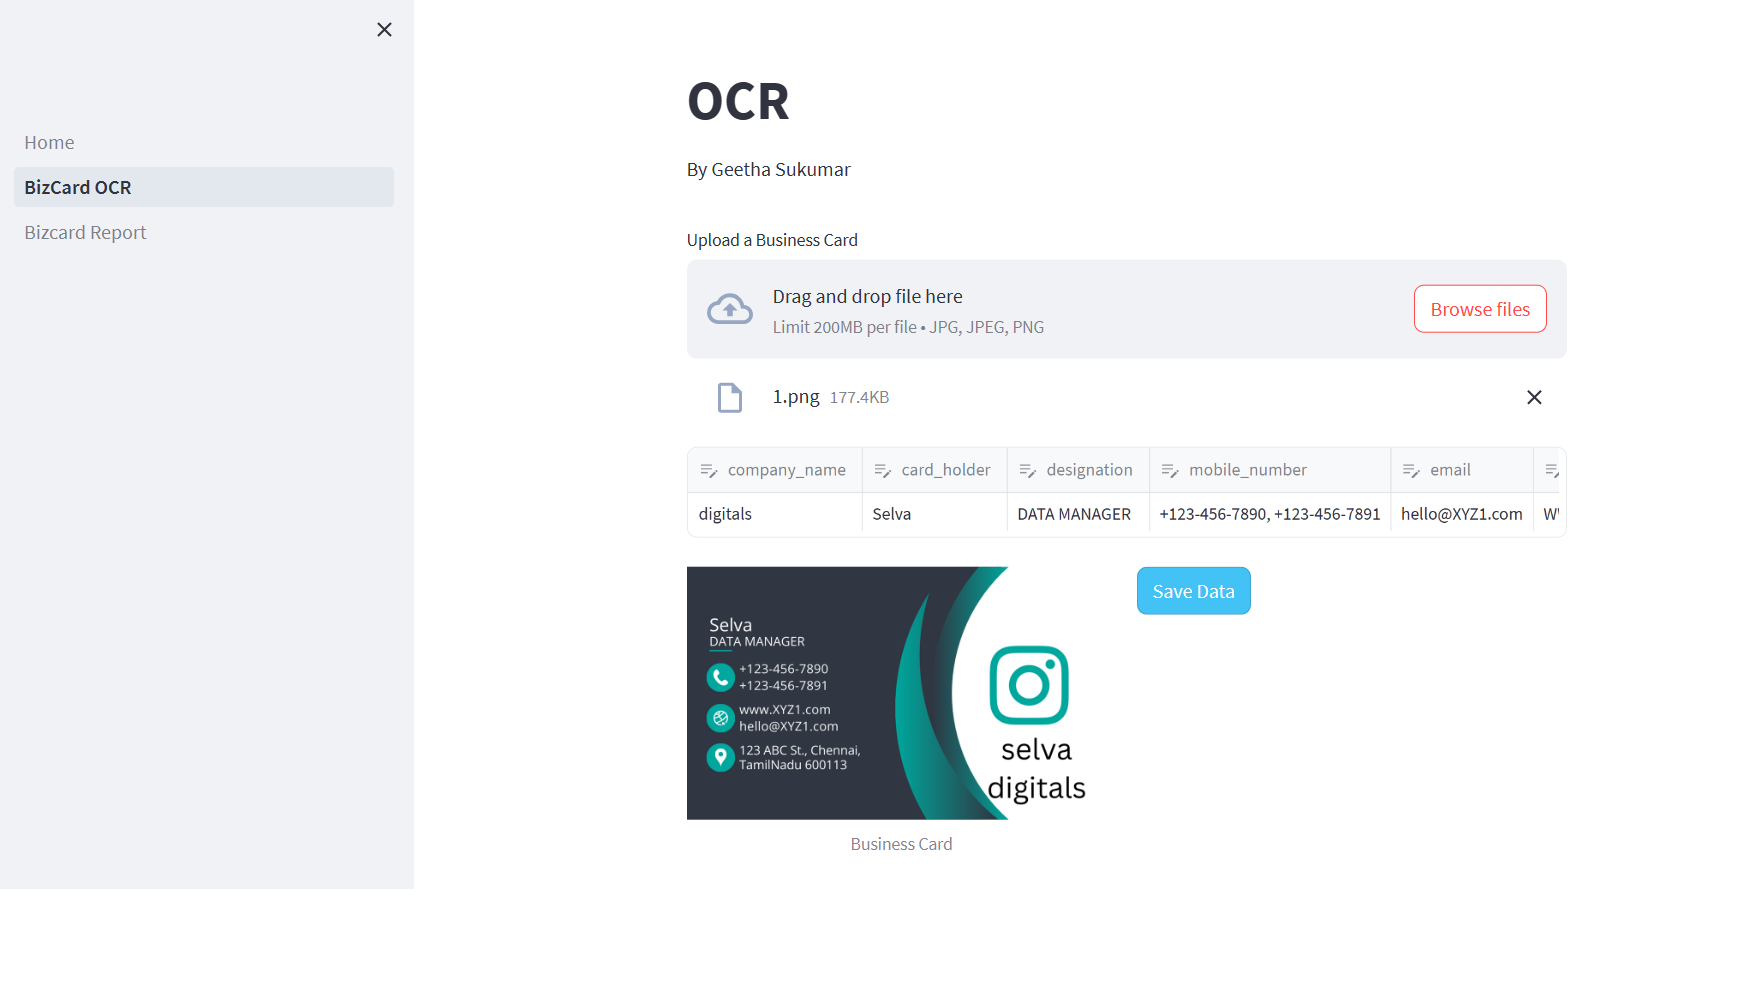 Home
BizCard OCR
Bizcard Report
OCR
By Geetha Sukumar
Upload a Business Card
Drag and drop file here
Limit 200MB per file • JPG, JPEG, PNG
Browse files
1.png 177.4KB
company_name card_holder designation mobile_number email
digitals Selva DATA MANAGER +123-456-7890, +123-456-7891 hello@XYZ1.com
Save Data
Selva
DATA MANAGER
+123-456-7890
+123-456-7891
www.XYZ1.com
hello@XYZ1.com
123 ABC St., Chennai,
TamilNadu 600113
selva
digitals
Business Card